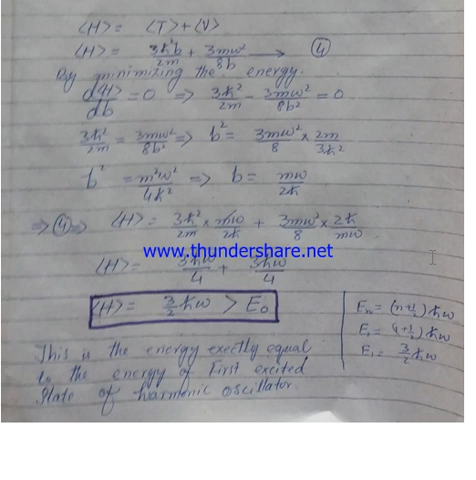 ⟨H⟩ = ⟨T⟩ + ⟨V⟩
⟨H⟩ = 3ħ²b/2m + 3mω²/8b → ④
By minimizing the energy.
d⟨H⟩/db = 0 ⇒ 3ħ²/2m - 3mω²/8b² = 0
3ħ²/2m = 3mω²/8b² ⇒ b² = 3mω²/8 × 2m/3ħ²
b² = m²ω²/4ħ² ⇒ b = mω/2ħ
⇒ ④ ⇒ ⟨H⟩ = 3ħ²/2m × mω/2ħ + 3mω²/8 × 2ħ/mω
www.thundershare.net
⟨H⟩ = 3ħω/4 + 3ħω/4
⟨H⟩ = 3/2 ħω > E₀
Eₙ = (n+½)ħω
E₁ = (1+½)ħω
E₁ = 3/2 ħω
This is the energy exectly equal
to the energy of First excited
State of harmonic oscillator.